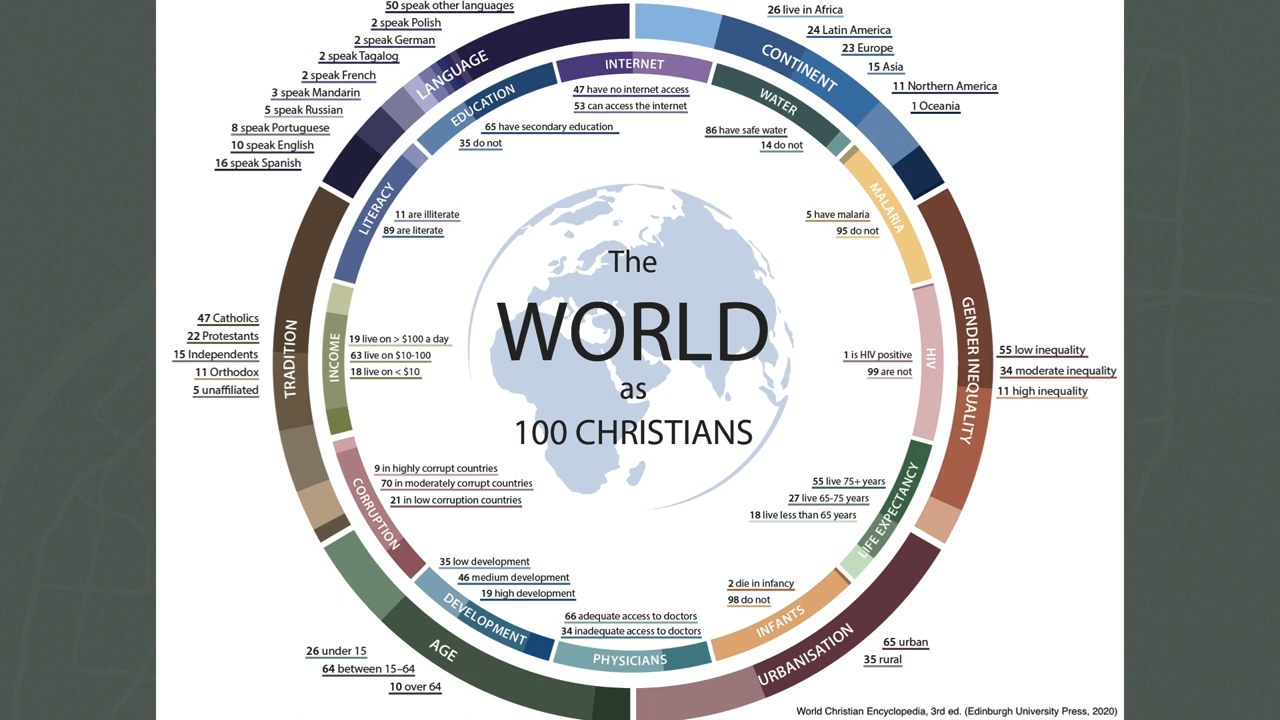 50 speak other languages
2 speak Polish
2 speak German
2 speak Tagalog
2 speak French
3 speak Mandarin
5 speak Russian
8 speak Portuguese
10 speak English
16 speak Spanish
LANGUAGE
26 live in Africa
24 Latin America
23 Europe
15 Asia
11 Northern America
1 Oceania
CONTINENT
EDUCATION
65 have secondary education
35 do not
INTERNET
47 have no internet access
53 can access the internet
WATER
86 have safe water
14 do not
LITERACY
11 are illiterate
89 are literate
MALARIA
5 have malaria
95 do not
The
WORLD
as
100 CHRISTIANS
47 Catholics
22 Protestants
15 Independents
11 Orthodox
5 unaffiliated
TRADITION
INCOME
19 live on > $100 a day
63 live on $10-100
18 live on < $10
1 is HIV positive
99 are not
HIV
GENDER INEQUALITY
55 low inequality
34 moderate inequality
11 high inequality
CORRUPTION
9 in highly corrupt countries
70 in moderately corrupt countries
21 in low corruption countries
55 live 75+ years
27 live 65-75 years
18 live less than 65 years
LIFE EXPECTANCY
35 low development
46 medium development
19 high development
DEVELOPMENT
66 adequate access to doctors
34 inadequate access to doctors
PHYSICIANS
2 die in infancy
98 do not
INFANTS
26 under 15
64 between 15–64
10 over 64
AGE
URBANISATION
65 urban
35 rural
World Christian Encyclopedia, 3rd ed. (Edinburgh University Press, 2020)